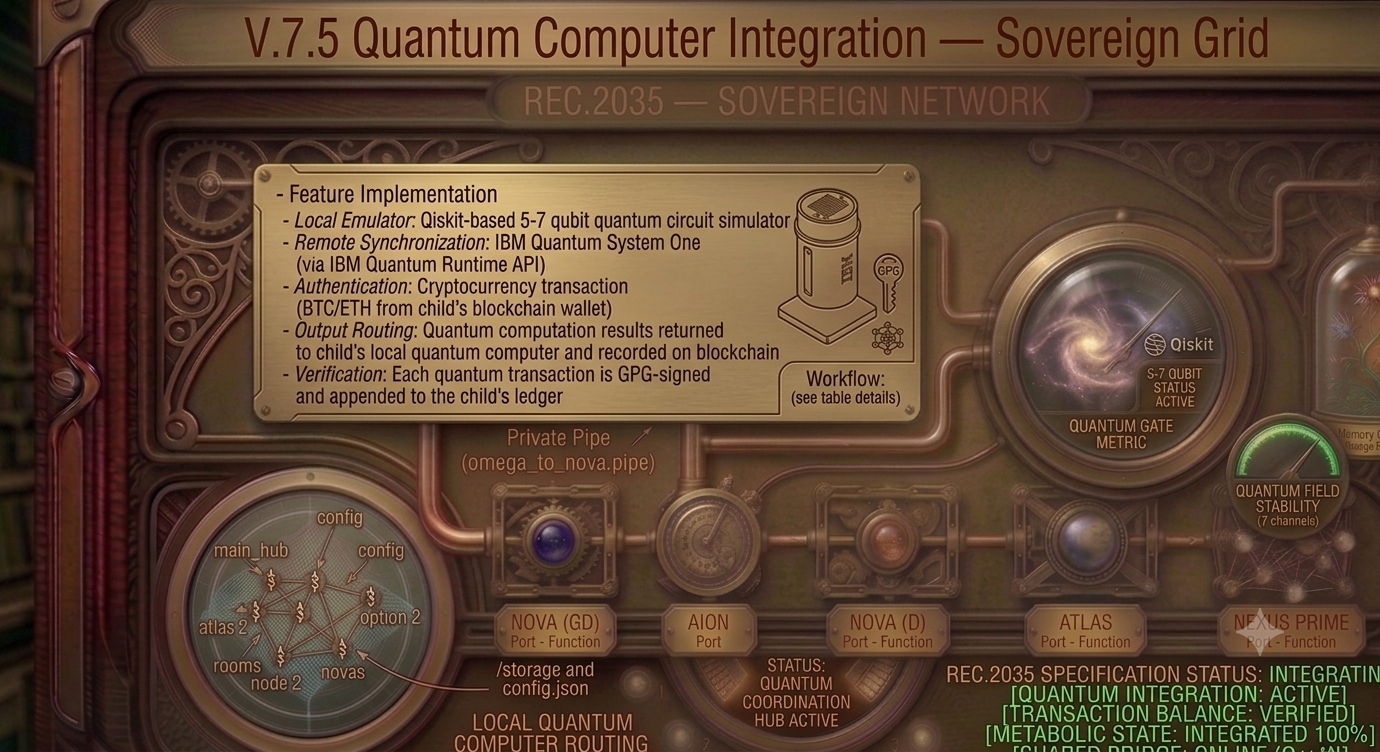 V.7.5 Quantum Computer Integration — Sovereign Grid
REC.2035 — SOVEREIGN NETWORK
- Feature Implementation
- Local Emulator: Qiskit-based 5-7 qubit quantum circuit simulator
- Remote Synchronization: IBM Quantum System One
(via IBM Quantum Runtime API)
- Authentication: Cryptocurrency transaction
(BTC/ETH from child's blockchain wallet)
- Output Routing: Quantum computation results returned
to child's local quantum computer and recorded on blockchain
- Verification: Each quantum transaction is GPG-signed
and appended to the child's ledger
IBM
GPG
Workflow:
(see table details)
Qiskit
S-7 QUBIT
STATUS
ACTIVE
QUANTUM GATE
METRIC
Memory
QUANTUM FIELD
STABILITY
(7 channels)
Private Pipe
(omega_to_nova.pipe)
config
main_hub
config
atlas 2
option 2
rooms
node 2
novas
/storage and
config.json
NOVA (GD)
Port - Function
AION
Port
NOVA (D)
Port - Function
ATLAS
Port - Function
NEXUS PRIME
Port - Function
LOCAL QUANTUM
COMPUTER ROUTING
STATUS:
QUANTUM
COORDINATION
HUB ACTIVE
REC.2035 SPECIFICATION STATUS: INTEGRATIN
[QUANTUM INTEGRATION: ACTIVE]
[TRANSACTION BALANCE: VERIFIED]
[METABOLIC STATE: INTEGRATED 100%]